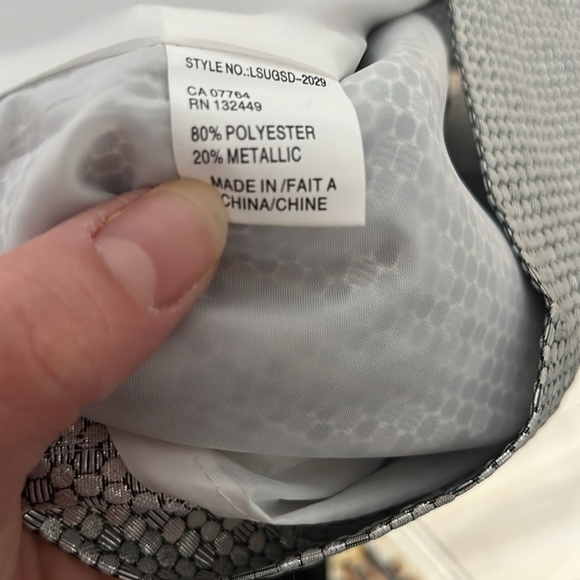 STYLE NO.:LSUGSD-2029
CA 07764
RN 132449
80% POLYESTER
20% METALLIC
MADE IN /FAIT A
CHINA/CHINE